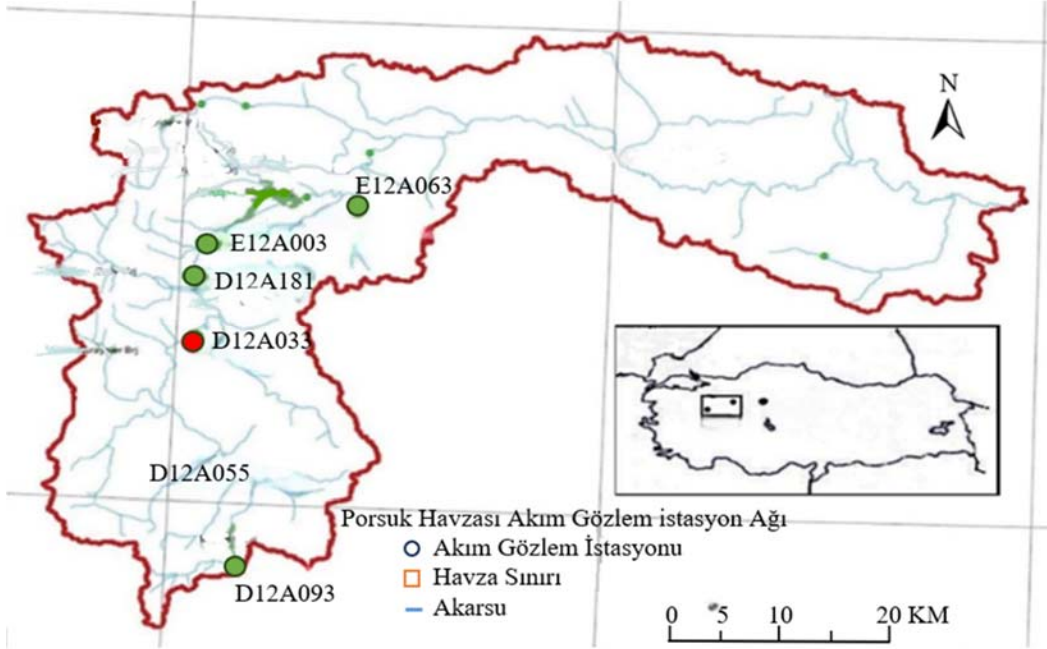 N
E12A063
E12A003
D12A181
D12A033
D12A055
Porsuk Havzası Akım Gözlem istasyon Ağı
Akım Gözlem İstasyonu
Havza Sınırı
Akarsu
D12A093
0 5 10 20 KM